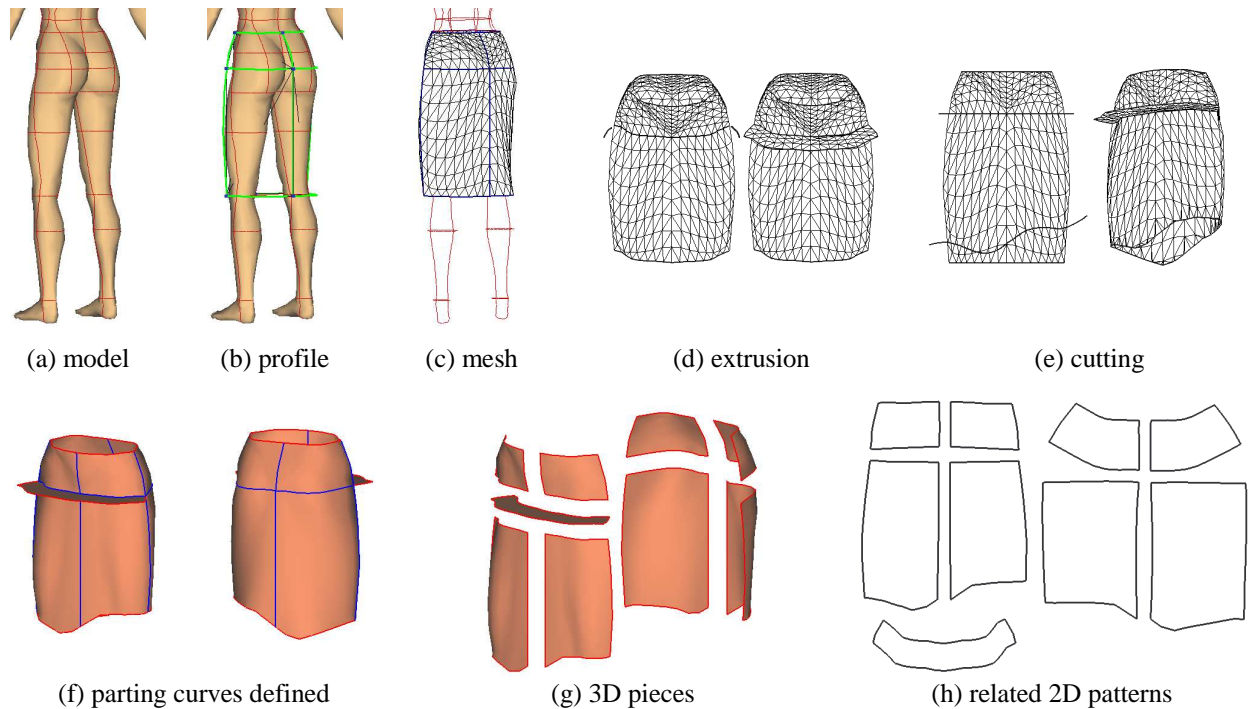 (a) model
(b) profile
(c) mesh
(d) extrusion
(e) cutting
(f) parting curves defined
(g) 3D pieces
(h) related 2D patterns